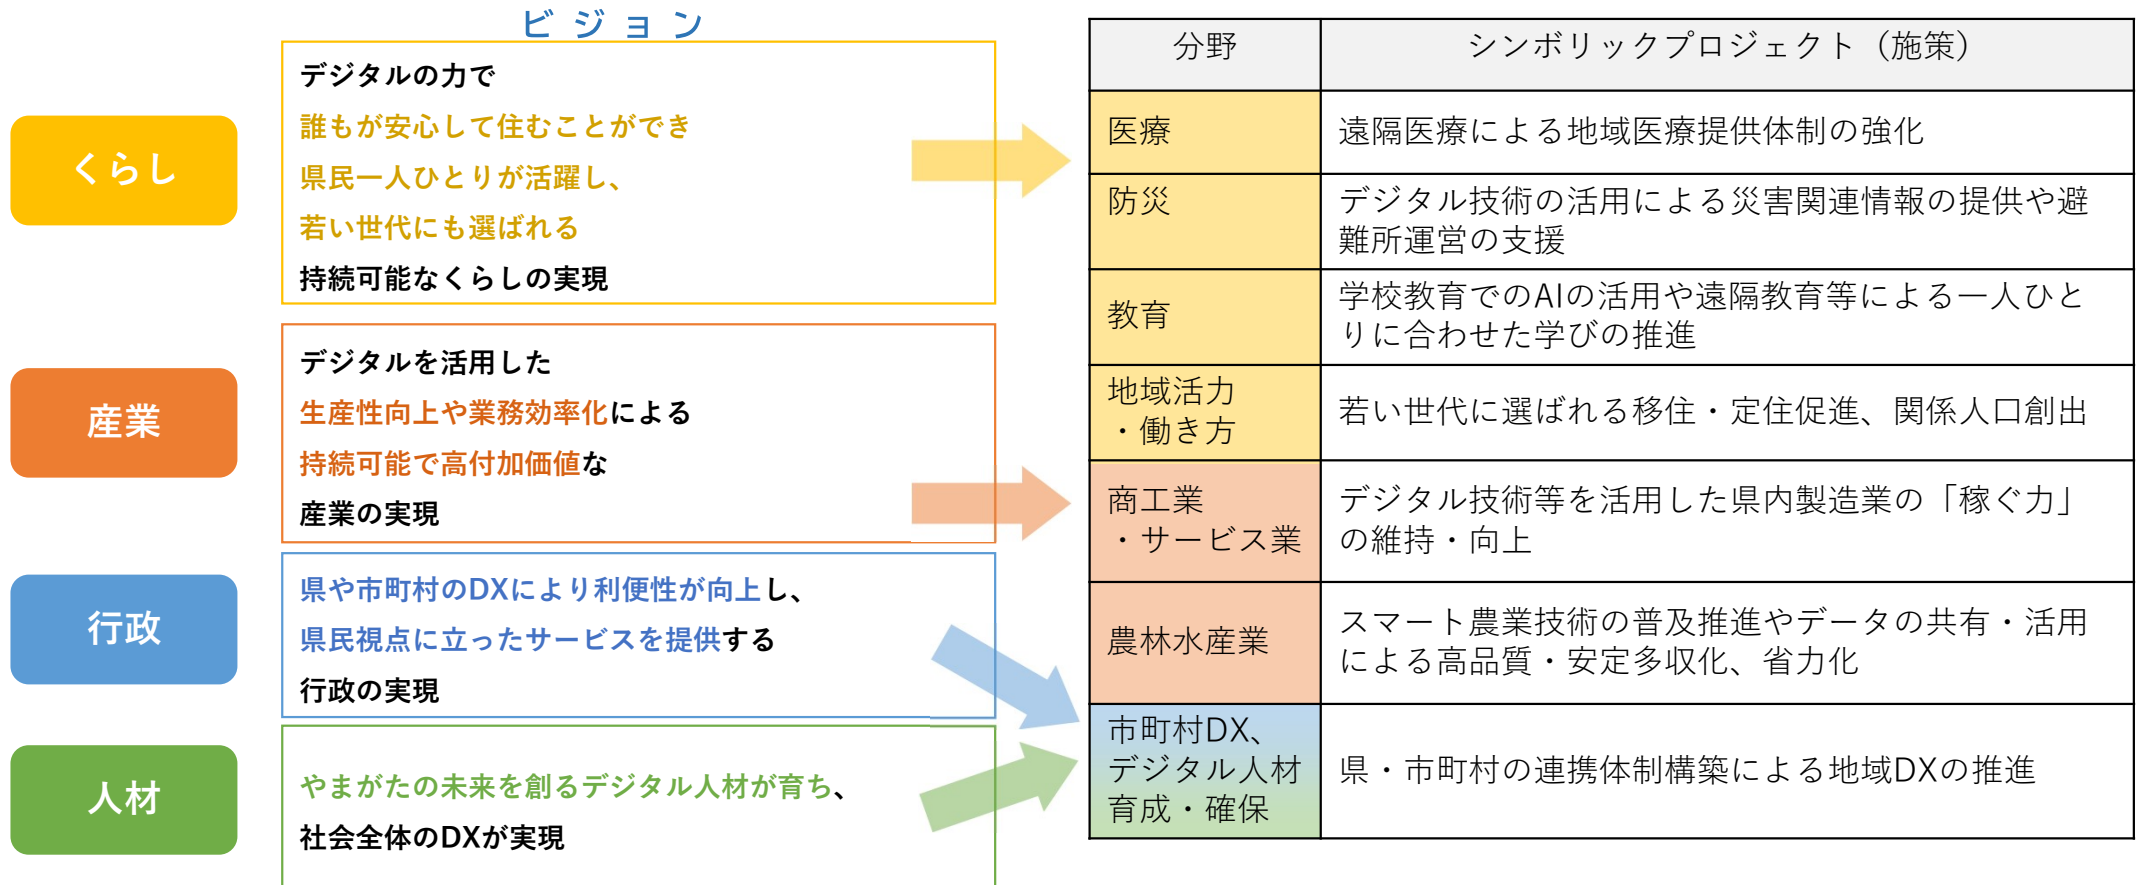 ビジョン
くらし
デジタルの力で
誰もが安心して住むことができ
県民一人ひとりが活躍し、
若い世代にも選ばれる
持続可能なくらしの実現
産業
デジタルを活用した
生産性向上や業務効率化による
持続可能で高付加価値な
産業の実現
行政
県や市町村のDXにより利便性が向上し、
県民視点に立ったサービスを提供する
行政の実現
人材
やまがたの未来を創るデジタル人材が育ち、
社会全体のDXが実現
分野
シンボリックプロジェクト（施策）
医療
遠隔医療による地域医療提供体制の強化
防災
デジタル技術の活用による災害関連情報の提供や避
難所運営の支援
教育
学校教育でのAIの活用や遠隔教育等による一人ひと
りに合わせた学びの推進
地域活力
・働き方
若い世代に選ばれる移住・定住促進、関係人口創出
商工業
・サービス業
デジタル技術等を活用した県内製造業の「稼ぐ力」
の維持・向上
農林水産業
スマート農業技術の普及推進やデータの共有・活用
による高品質・安定多収化、省力化
市町村DX、
デジタル人材
育成・確保
県・市町村の連携体制構築による地域DXの推進